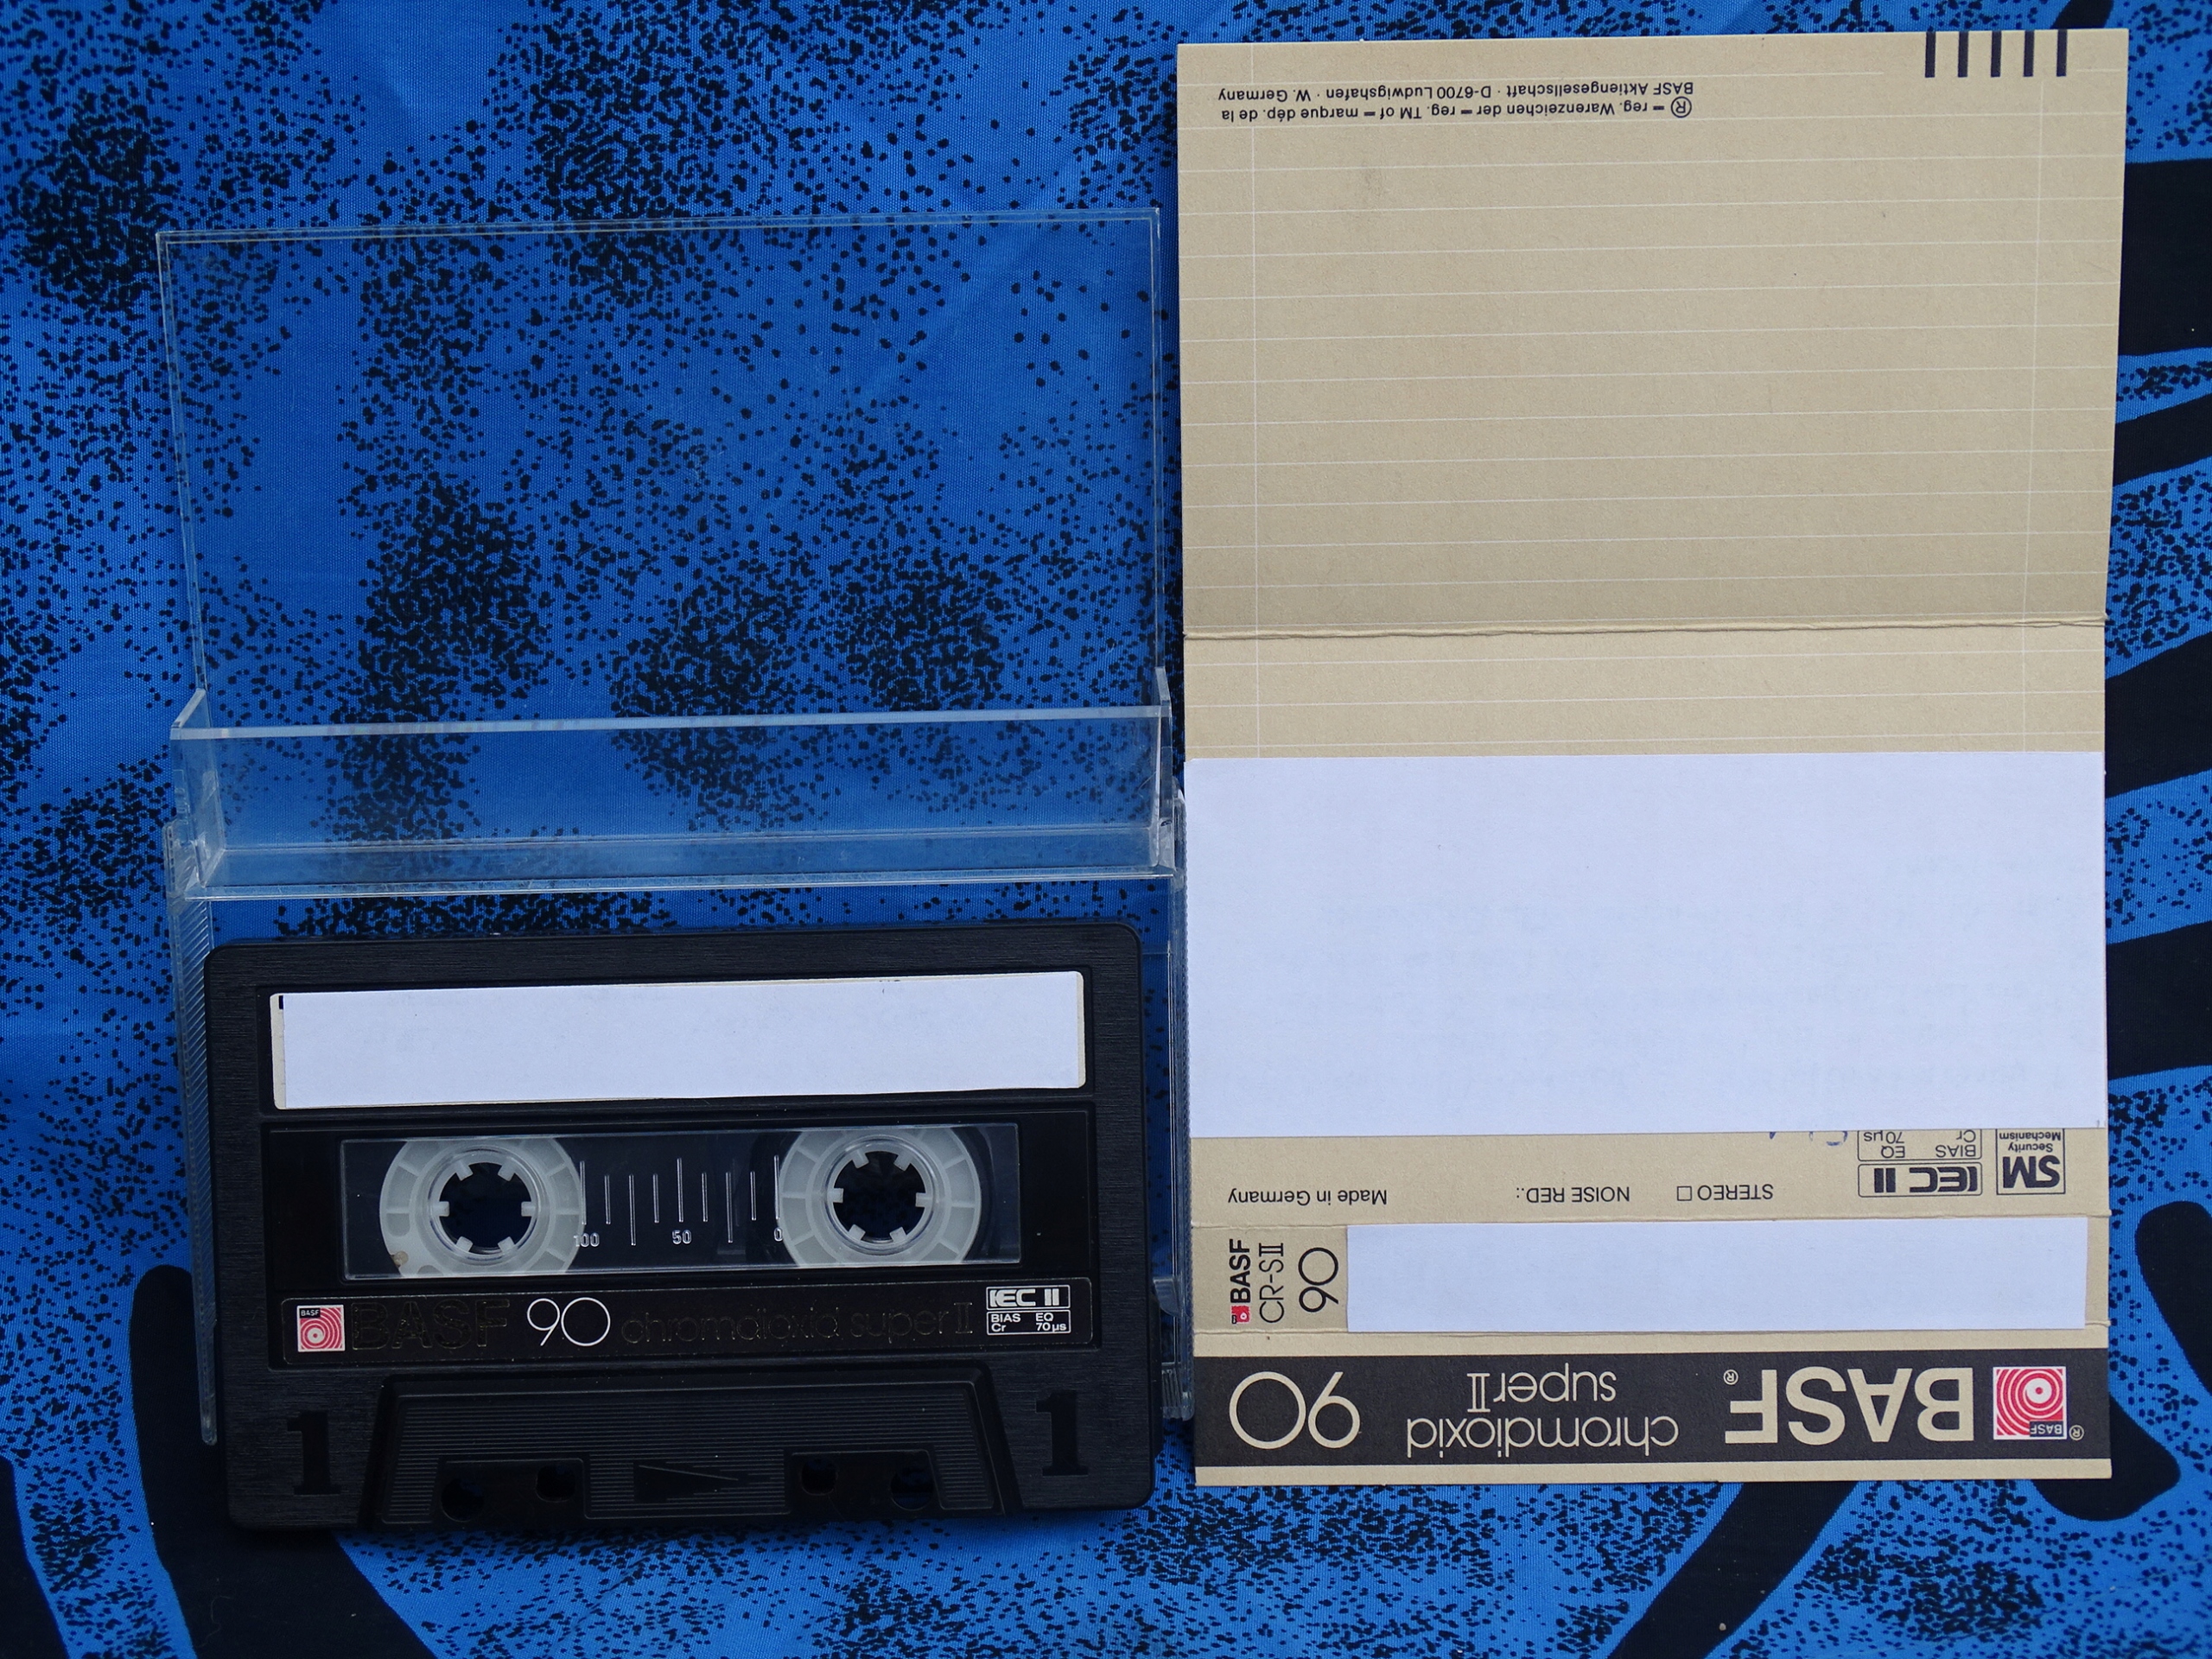 100 50 0
BASF
BASF 90 chromdioxid super II
IEC II
BIAS EQ
Cr 70µs
1 1
BASF ®
BASF ®
chromdioxid
super II
90
BASF
CR-SII
90
SM
Security
Mechanism
IEC II
BIAS EQ
Cr 70µs
STEREO □ NOISE RED.: Made in Germany
® = reg. Warenzeichen der = reg. TM of = marque dép. de la
BASF Aktiengesellschaft · D-6700 Ludwigshafen · W. Germany